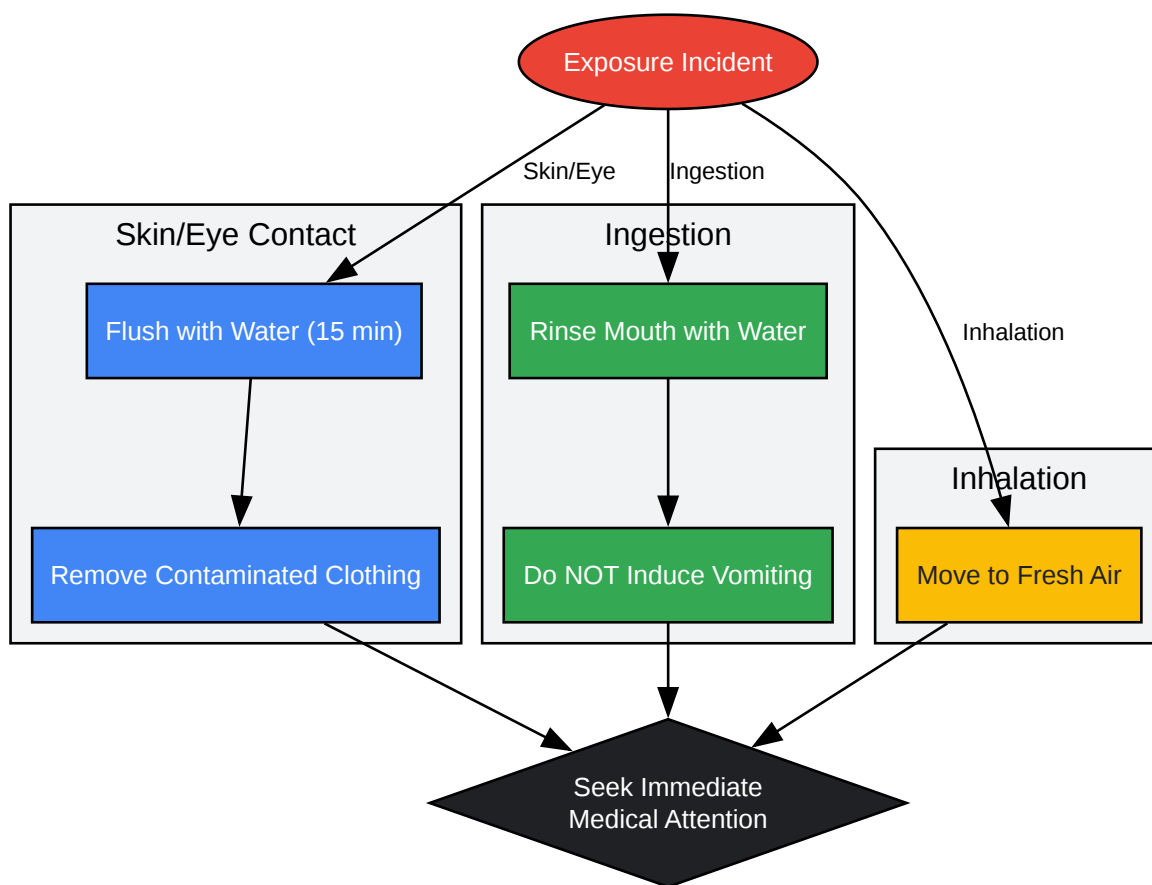 Exposure Incident
Skin/Eye
Ingestion
Skin/Eye Contact
Ingestion
Flush with Water (15 min)
Rinse Mouth with Water
Inhalation
Inhalation
Remove Contaminated Clothing
Do NOT Induce Vomiting
Move to Fresh Air
Seek Immediate
Medical Attention